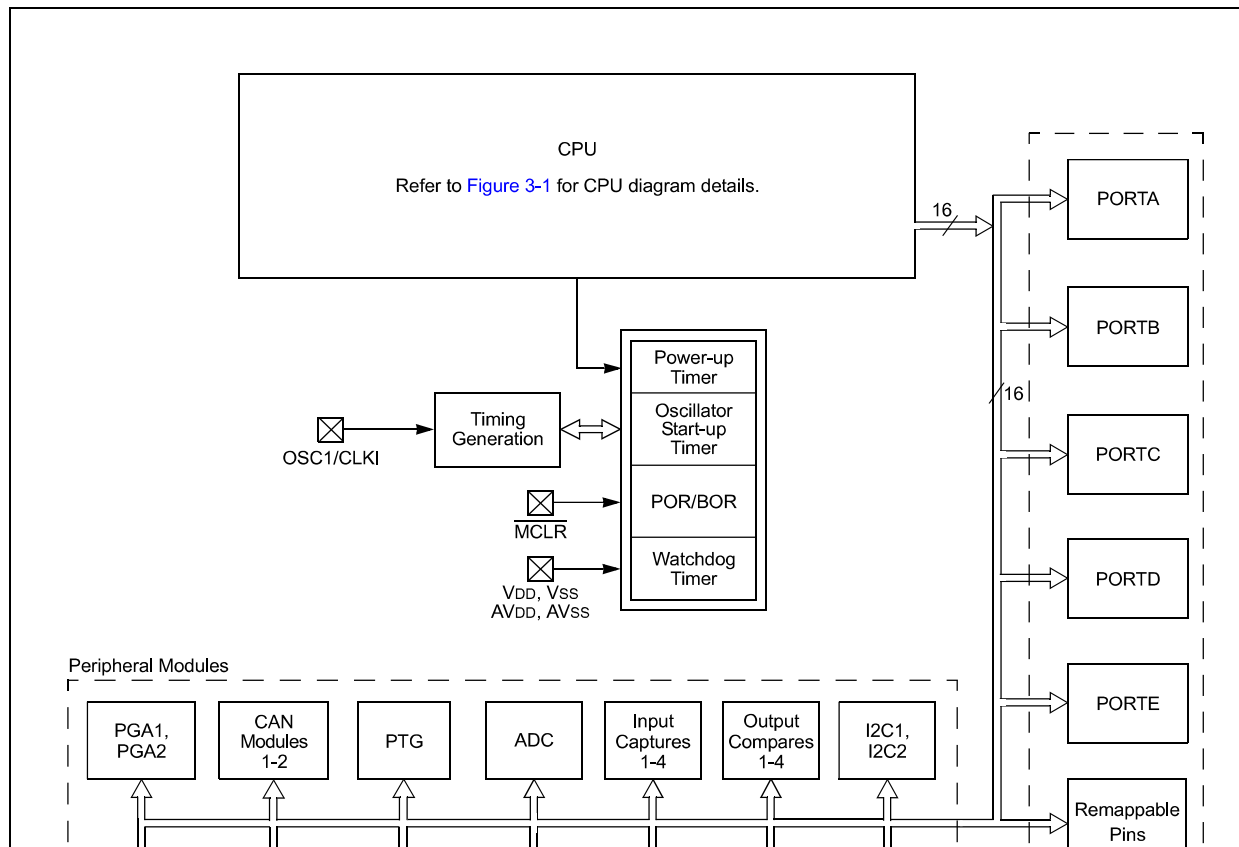 CPU
Refer to Figure 3-1 for CPU diagram details.
16
PORTA
PORTB
16
PORTC
PORTD
PORTE
Remappable
Pins
Power-up
Timer
Oscillator
Start-up
Timer
POR/BOR
Watchdog
Timer
Timing
Generation
OSC1/CLKI
MCLR
VDD, VSS
AVDD, AVSS
Peripheral Modules
PGA1,
PGA2
CAN
Modules
1-2
PTG
ADC
Input
Captures
1-4
Output
Compares
1-4
I2C1,
I2C2